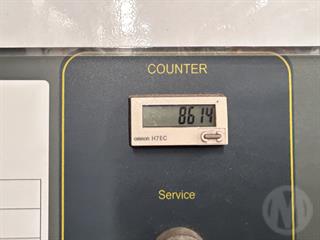 COUNTER
8614
omron H7EC
Service